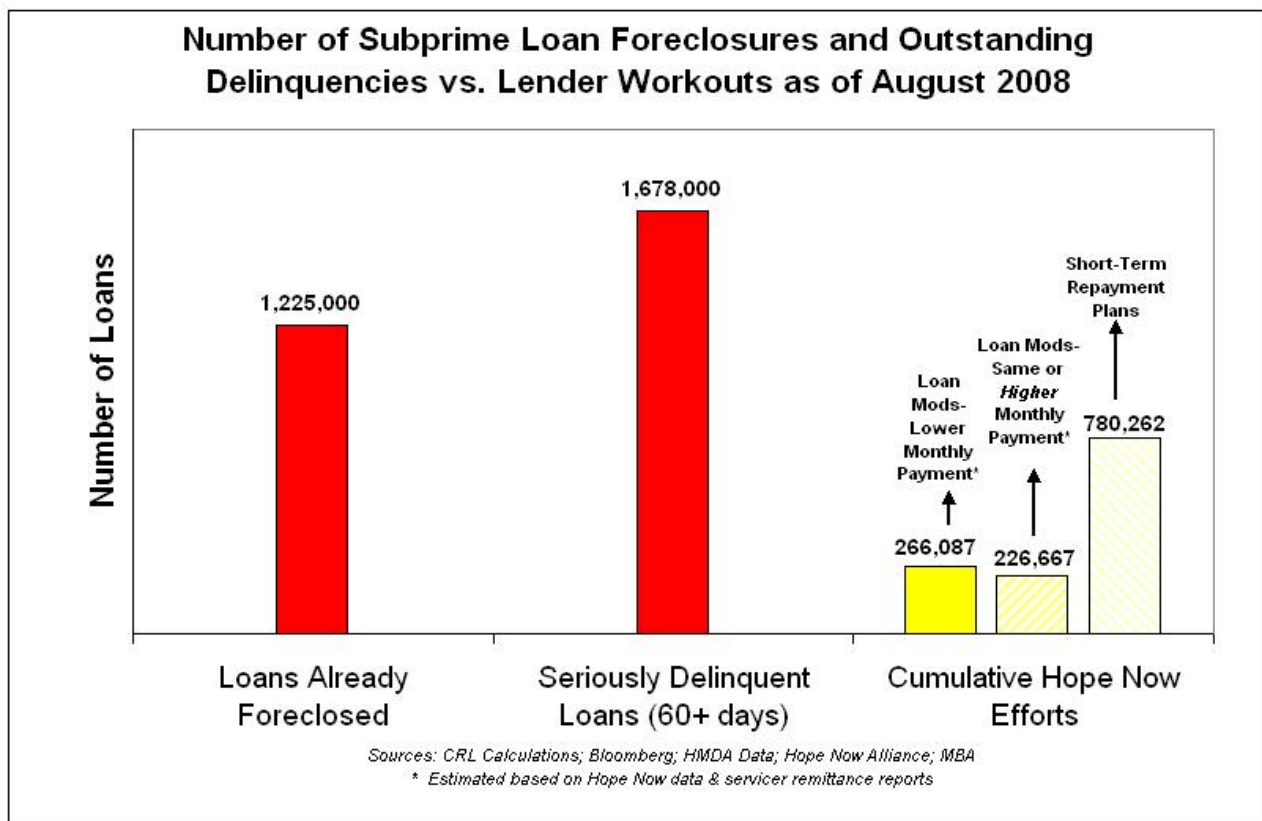 Number of Subprime Loan Foreclosures and Outstanding
Delinquencies vs. Lender Workouts as of August 2008
Number of Loans
1,225,000
1,678,000
Loan
Mods-
Lower
Monthly
Payment*
266,087
Loan Mods-
Same or
Higher
Monthly
Payment*
226,667
Short-Term
Repayment
Plans
780,262
Loans Already
Foreclosed
Seriously Delinquent
Loans (60+ days)
Cumulative Hope Now
Efforts
Sources: CRL Calculations; Bloomberg; HMDA Data; Hope Now Alliance; MBA
* Estimated based on Hope Now data & servicer remittance reports